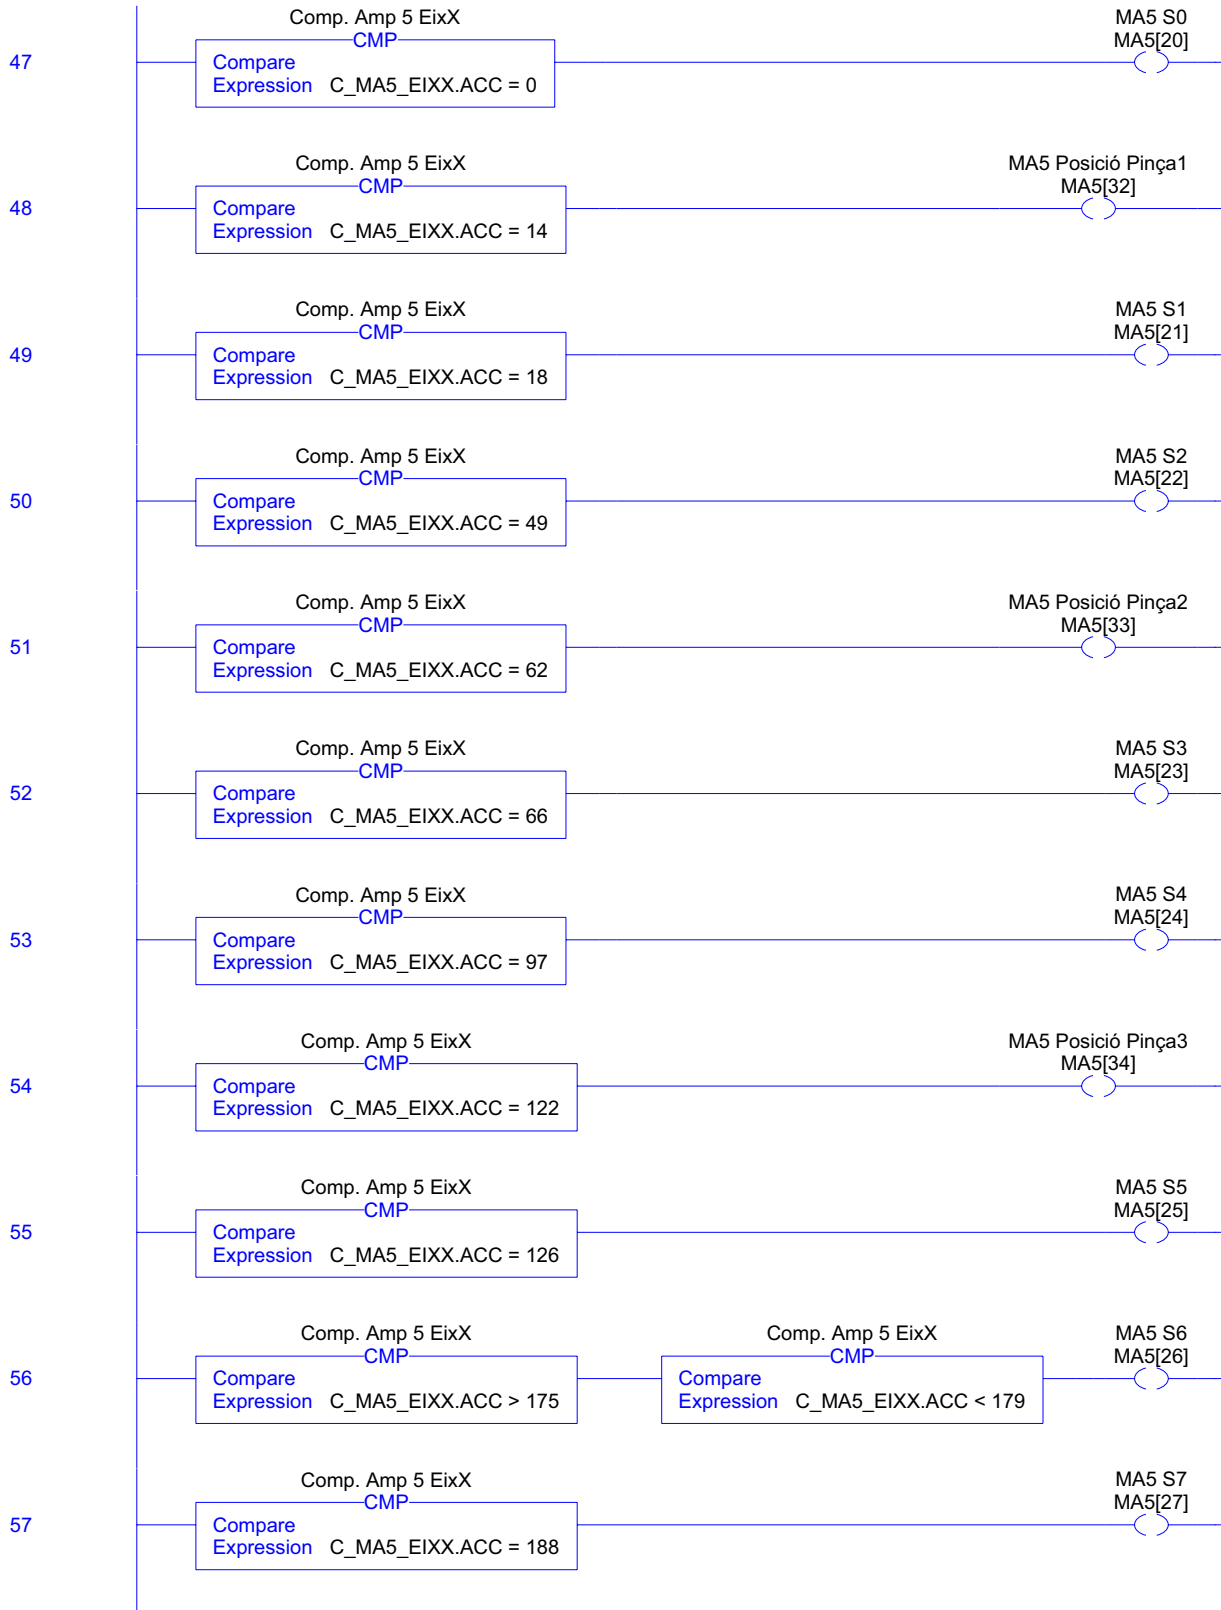 Comp. Amp 5 EixX MA5 S0
CMP MA5[20]
47 Compare
Expression C_MA5_EIXX.ACC = 0
Comp. Amp 5 EixX MA5 Posició Pinça1
CMP MA5[32]
48 Compare
Expression C_MA5_EIXX.ACC = 14
Comp. Amp 5 EixX MA5 S1
CMP MA5[21]
49 Compare
Expression C_MA5_EIXX.ACC = 18
Comp. Amp 5 EixX MA5 S2
CMP MA5[22]
50 Compare
Expression C_MA5_EIXX.ACC = 49
Comp. Amp 5 EixX MA5 Posició Pinça2
CMP MA5[33]
51 Compare
Expression C_MA5_EIXX.ACC = 62
Comp. Amp 5 EixX MA5 S3
CMP MA5[23]
52 Compare
Expression C_MA5_EIXX.ACC = 66
Comp. Amp 5 EixX MA5 S4
CMP MA5[24]
53 Compare
Expression C_MA5_EIXX.ACC = 97
Comp. Amp 5 EixX MA5 Posició Pinça3
CMP MA5[34]
54 Compare
Expression C_MA5_EIXX.ACC = 122
Comp. Amp 5 EixX MA5 S5
CMP MA5[25]
55 Compare
Expression C_MA5_EIXX.ACC = 126
Comp. Amp 5 EixX Comp. Amp 5 EixX MA5 S6
CMP CMP MA5[26]
56 Compare Compare
Expression C_MA5_EIXX.ACC > 175 Expression C_MA5_EIXX.ACC < 179
Comp. Amp 5 EixX MA5 S7
CMP MA5[27]
57 Compare
Expression C_MA5_EIXX.ACC = 188